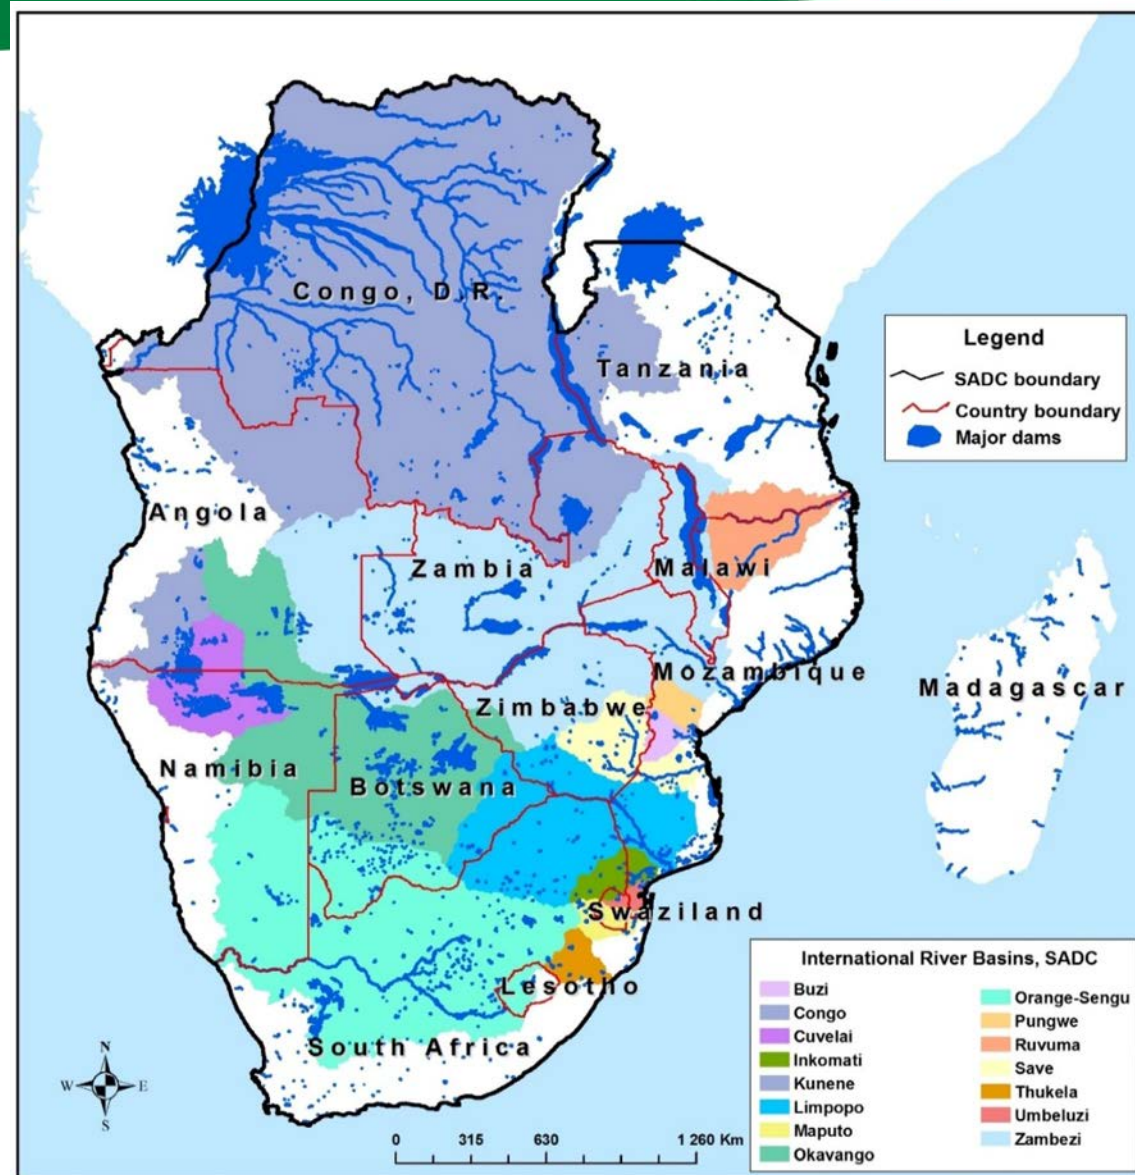 Congo, D.R.
Tanzania
Legend
SADC boundary
Country boundary
Major dams
Angola
Zambia
Malawi
Mozambique
Madagascar
Zimbabwe
Namibia
Botswana
Swaziland
Lesotho
South Africa
International River Basins, SADC
Buzi
Congo
Cuvelai
Inkomati
Kunene
Limpopo
Maputo
Okavango
Orange-Sengu
Pungwe
Ruvuma
Save
Thukela
Umbeluzi
Zambezi
N
W E
S
0 315 630 1 260 Km